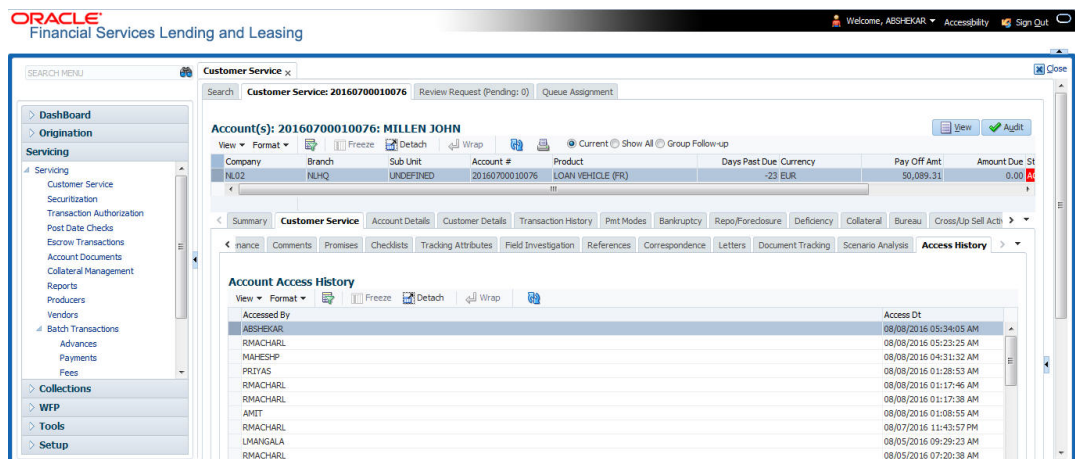 ORACLE
Financial Services Lending and Leasing
Welcome, ABSHEKAR Accessibility Sign Out
SEARCH MENU
DashBoard
Origination
Servicing
Servicing
Customer Service
Securitization
Transaction Authorization
Post Date Checks
Escrow Transactions
Account Documents
Collateral Management
Reports
Producers
Vendors
Batch Transactions
Advances
Payments
Fees
Collections
WFP
Tools
Setup
Customer Service x
Close
Search Customer Service: 20160700010076 Review Request (Pending: 0) Queue Assignment
Account(s): 20160700010076: MILLEN JOHN
View Audit
View Format Freeze Detach Wrap Current Show All Group Follow-up
Company Branch Sub Unit Account # Product Days Past Due Currency Pay Off Amt Amount Due St
NL02 NLHQ UNDEFINED 20160700010076 LOAN VEHICLE (FR) -23 EUR 50,089.31 0.00
Summary Customer Service Account Details Customer Details Transaction History Pmt Modes Bankruptcy Repo/Foreclosure Deficiency Collateral Bureau Cross/Up Sell Activ
nance Comments Promises Checklists Tracking Attributes Field Investigation References Correspondence Letters Document Tracking Scenario Analysis Access History
Account Access History
View Format Freeze Detach Wrap
Accessed By Access Dt
ABSHEKAR 08/08/2016 05:34:05 AM
RMACHARL 08/08/2016 05:23:25 AM
MAHESHP 08/08/2016 04:31:32 AM
PRIYAS 08/08/2016 01:28:53 AM
RMACHARL 08/08/2016 01:17:46 AM
RMACHARL 08/08/2016 01:17:38 AM
AMIT 08/08/2016 01:08:55 AM
RMACHARL 08/07/2016 11:43:57 PM
LMANGALA 08/05/2016 09:29:23 AM
RMACHARL 08/05/2016 07:20:38 AM